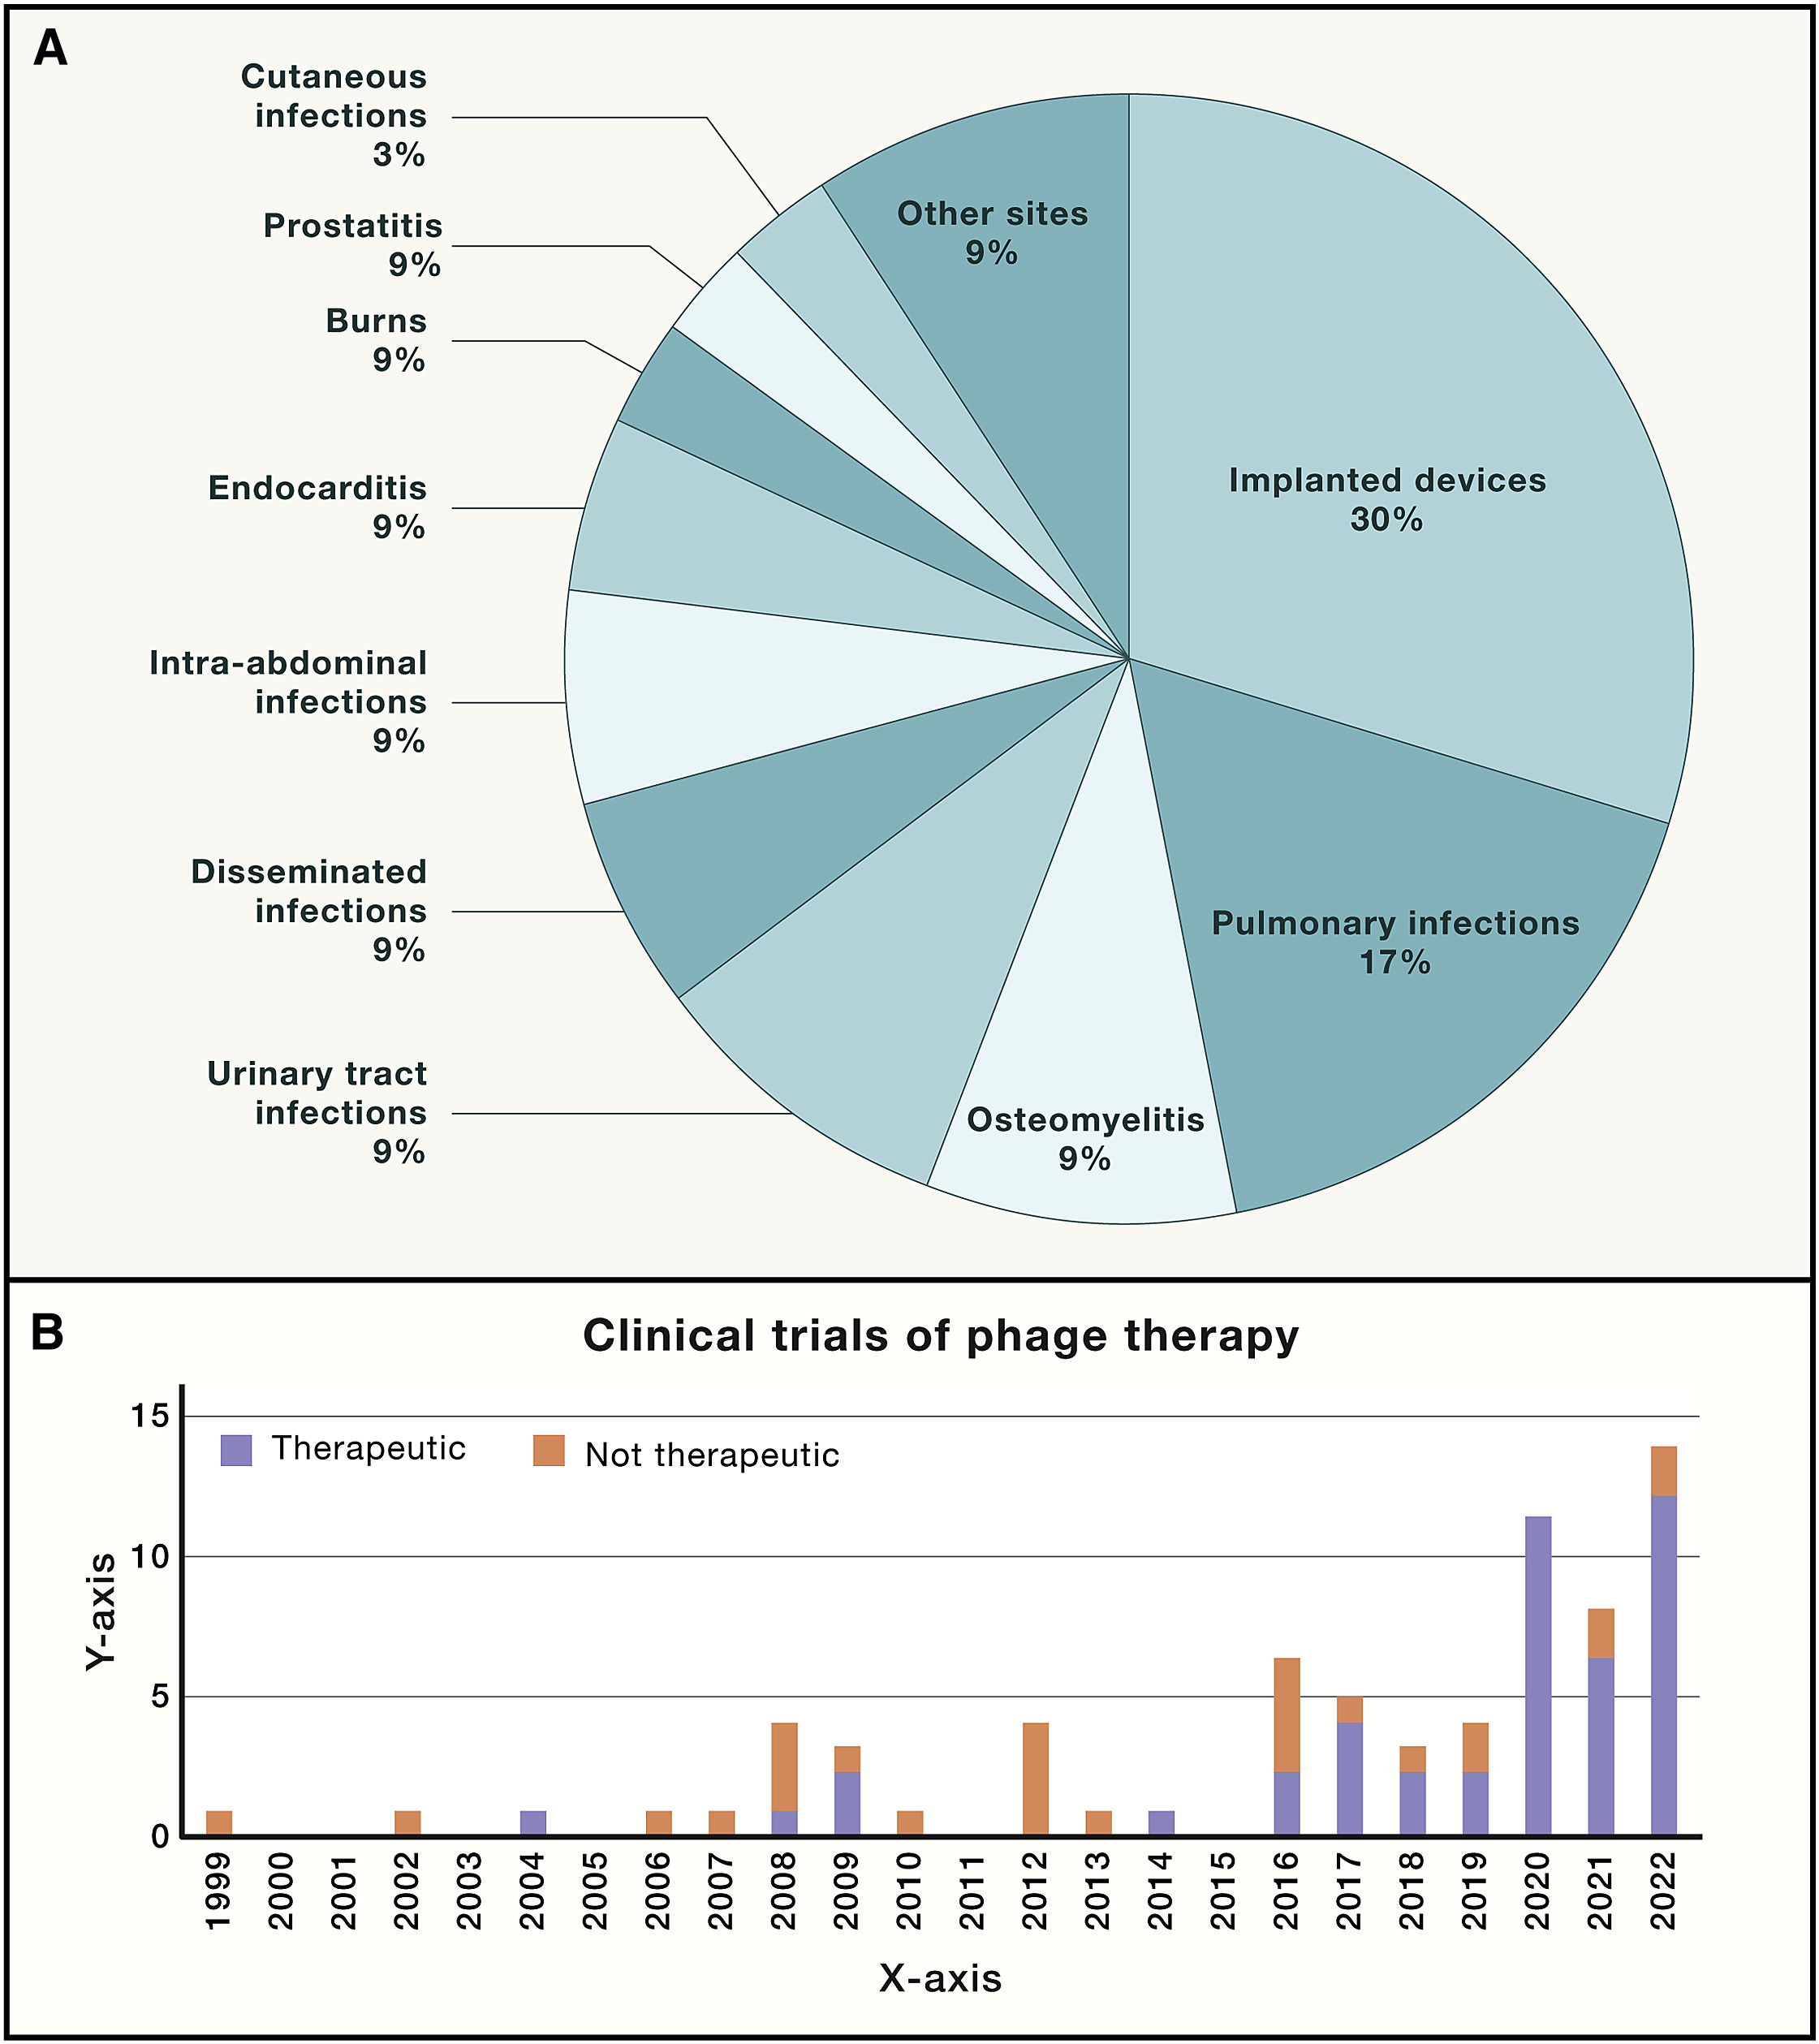 A
Cutaneous
infections
3%
Prostatitis
9%
Burns
9%
Endocarditis
9%
Intra-abdominal
infections
9%
Disseminated
infections
9%
Urinary tract
infections
9%
Other sites
9%
Implanted devices
30%
Pulmonary infections
17%
Osteomyelitis
9%
B
Clinical trials of phage therapy
Therapeutic
Not therapeutic
Y-axis
15
10
5
0
1999
2000
2001
2002
2003
2004
2005
2006
2007
2008
2009
2010
2011
2012
2013
2014
2015
2016
2017
2018
2019
2020
2021
2022
X-axis